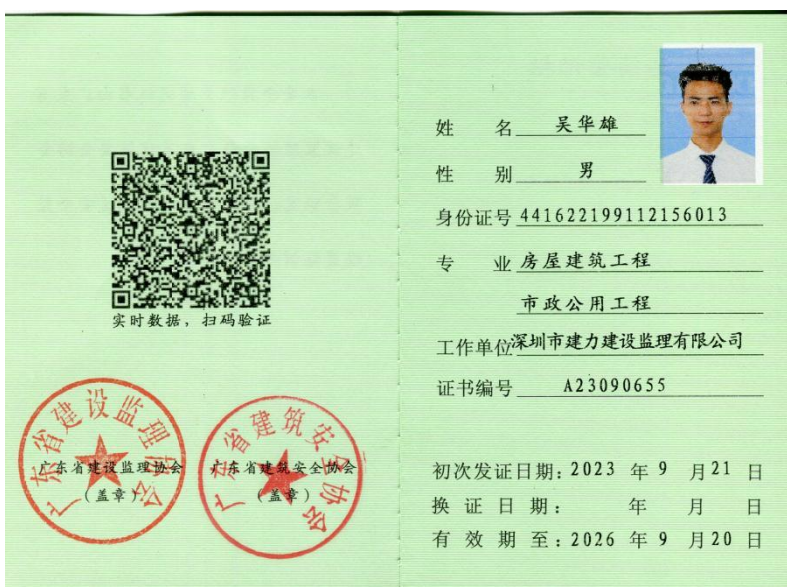 实时数据，扫码验证
广东省建设监理协会
广东省建设监理协会
（盖章）
广东省建筑安全协会
广东省建筑安全协会
（盖章）
姓 名 吴华雄
性 别 男
身份证号 441622199112156013
专 业 房屋建筑工程
市政公用工程
工作单位 深圳市建力建设监理有限公司
证书编号 A23090655
初次发证日期：2023 年 9 月 21 日
换 证 日 期： 年 月 日
有 效 期 至：2026 年 9 月 20 日